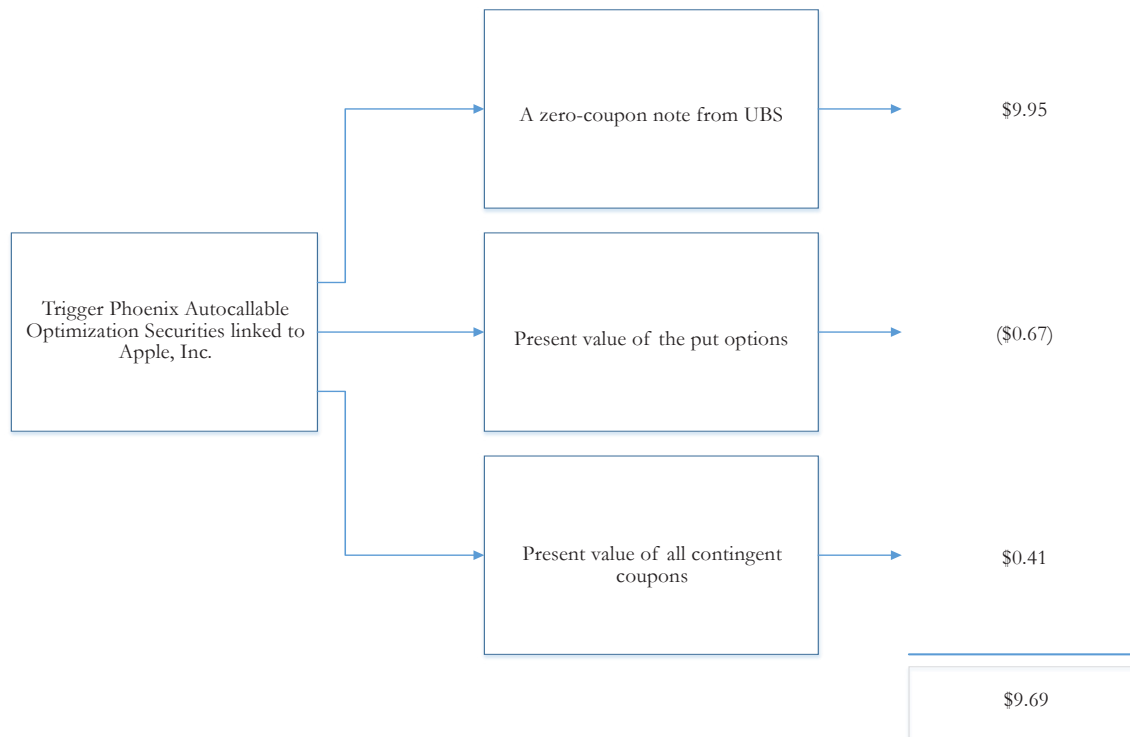 A zero-coupon note from UBS
$9.95
Trigger Phoenix Autocallable
Optimization Securities linked to
Apple, Inc.
Present value of the put options
($0.67)
Present value of all contingent
coupons
$0.41
$9.69